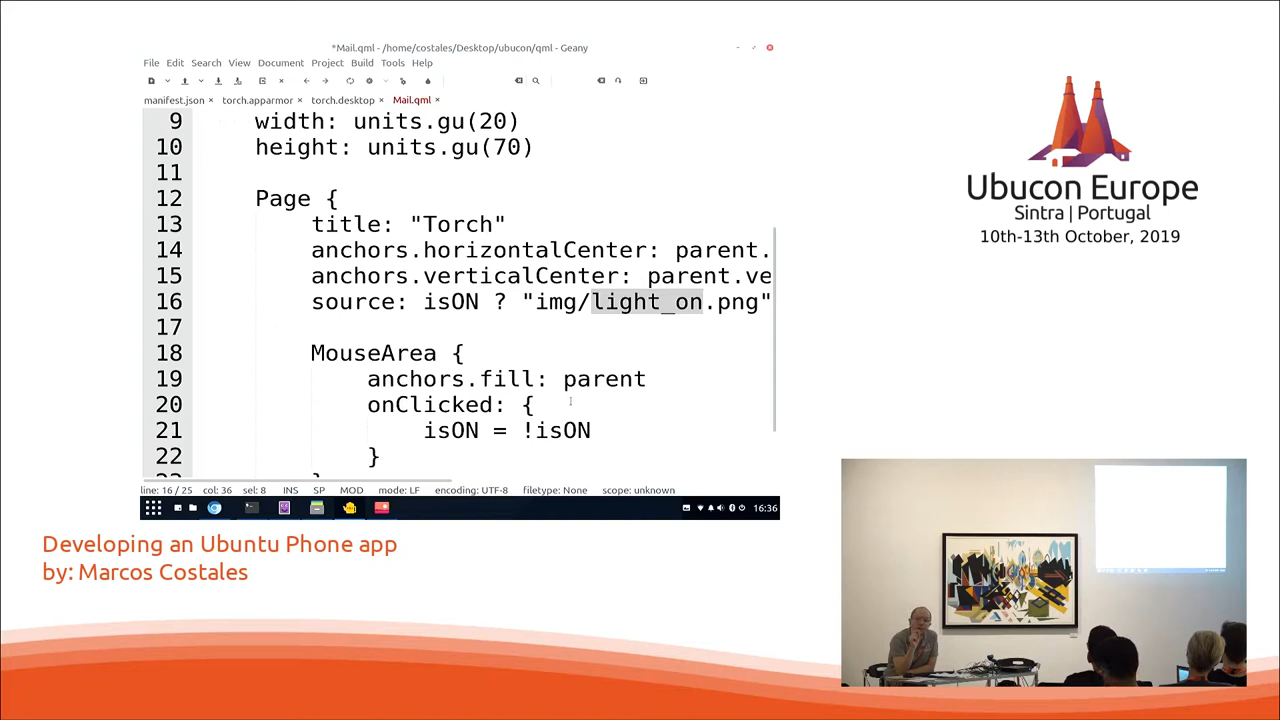 *Mail.qml - /home/costales/Desktop/ubucon/qml - Geany
File Edit Search View Document Project Build Tools Help
manifest.json × torch.apparmor × torch.desktop × Mail.qml ×
9 width: units.gu(20)
10 height: units.gu(70)
11
12 Page {
13 title: "Torch"
14 anchors.horizontalCenter: parent.
15 anchors.verticalCenter: parent.ve
16 source: isON ? "img/light_on.png"
17
18 MouseArea {
19 anchors.fill: parent
20 onClicked: {
21 isON = !isON
22 }
line: 16 / 25 col: 36 sel: 8 INS SP MOD mode: LF encoding: UTF-8 filetype: None scope: unknown
16:36
Ubucon Europe
Sintra | Portugal
10th-13th October, 2019
Developing an Ubuntu Phone app
by: Marcos Costales